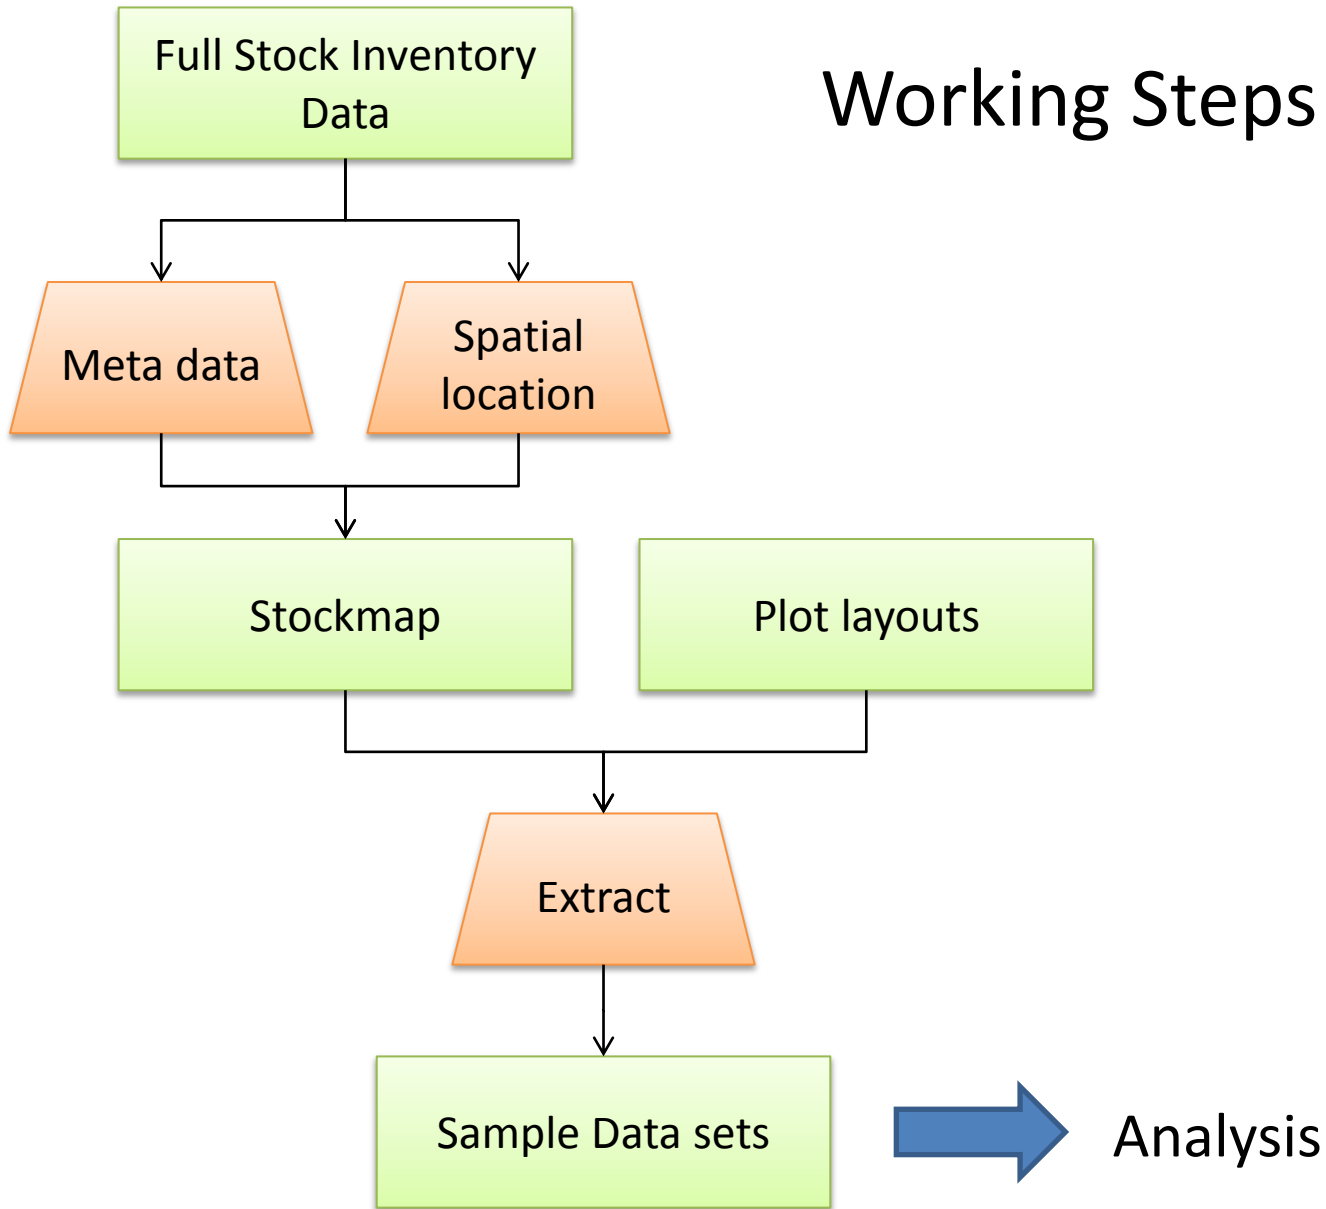 Full Stock Inventory
Data
Working Steps
Meta data
Spatial
location
Stockmap
Plot layouts
Extract
Sample Data sets
Analysis